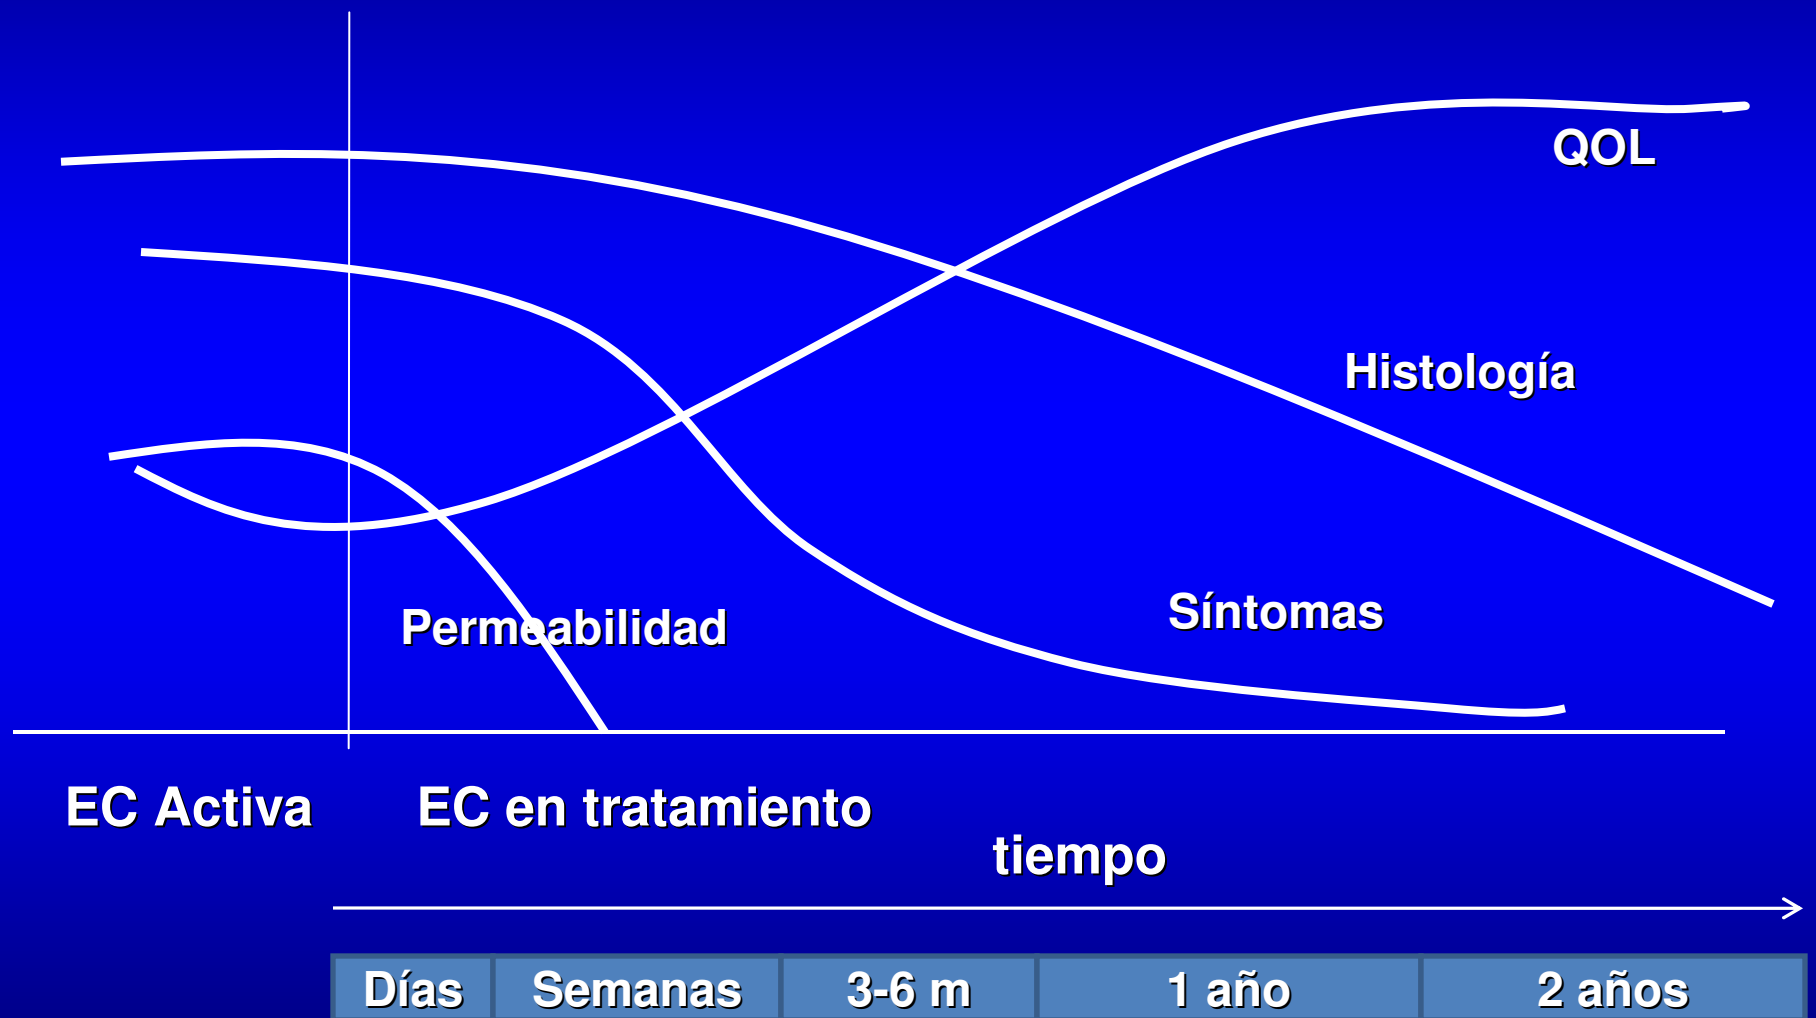 QOL
Histología
Síntomas
Permeabilidad
EC Activa
EC en tratamiento
tiempo
Días
Semanas
3-6 m
1 año
2 años